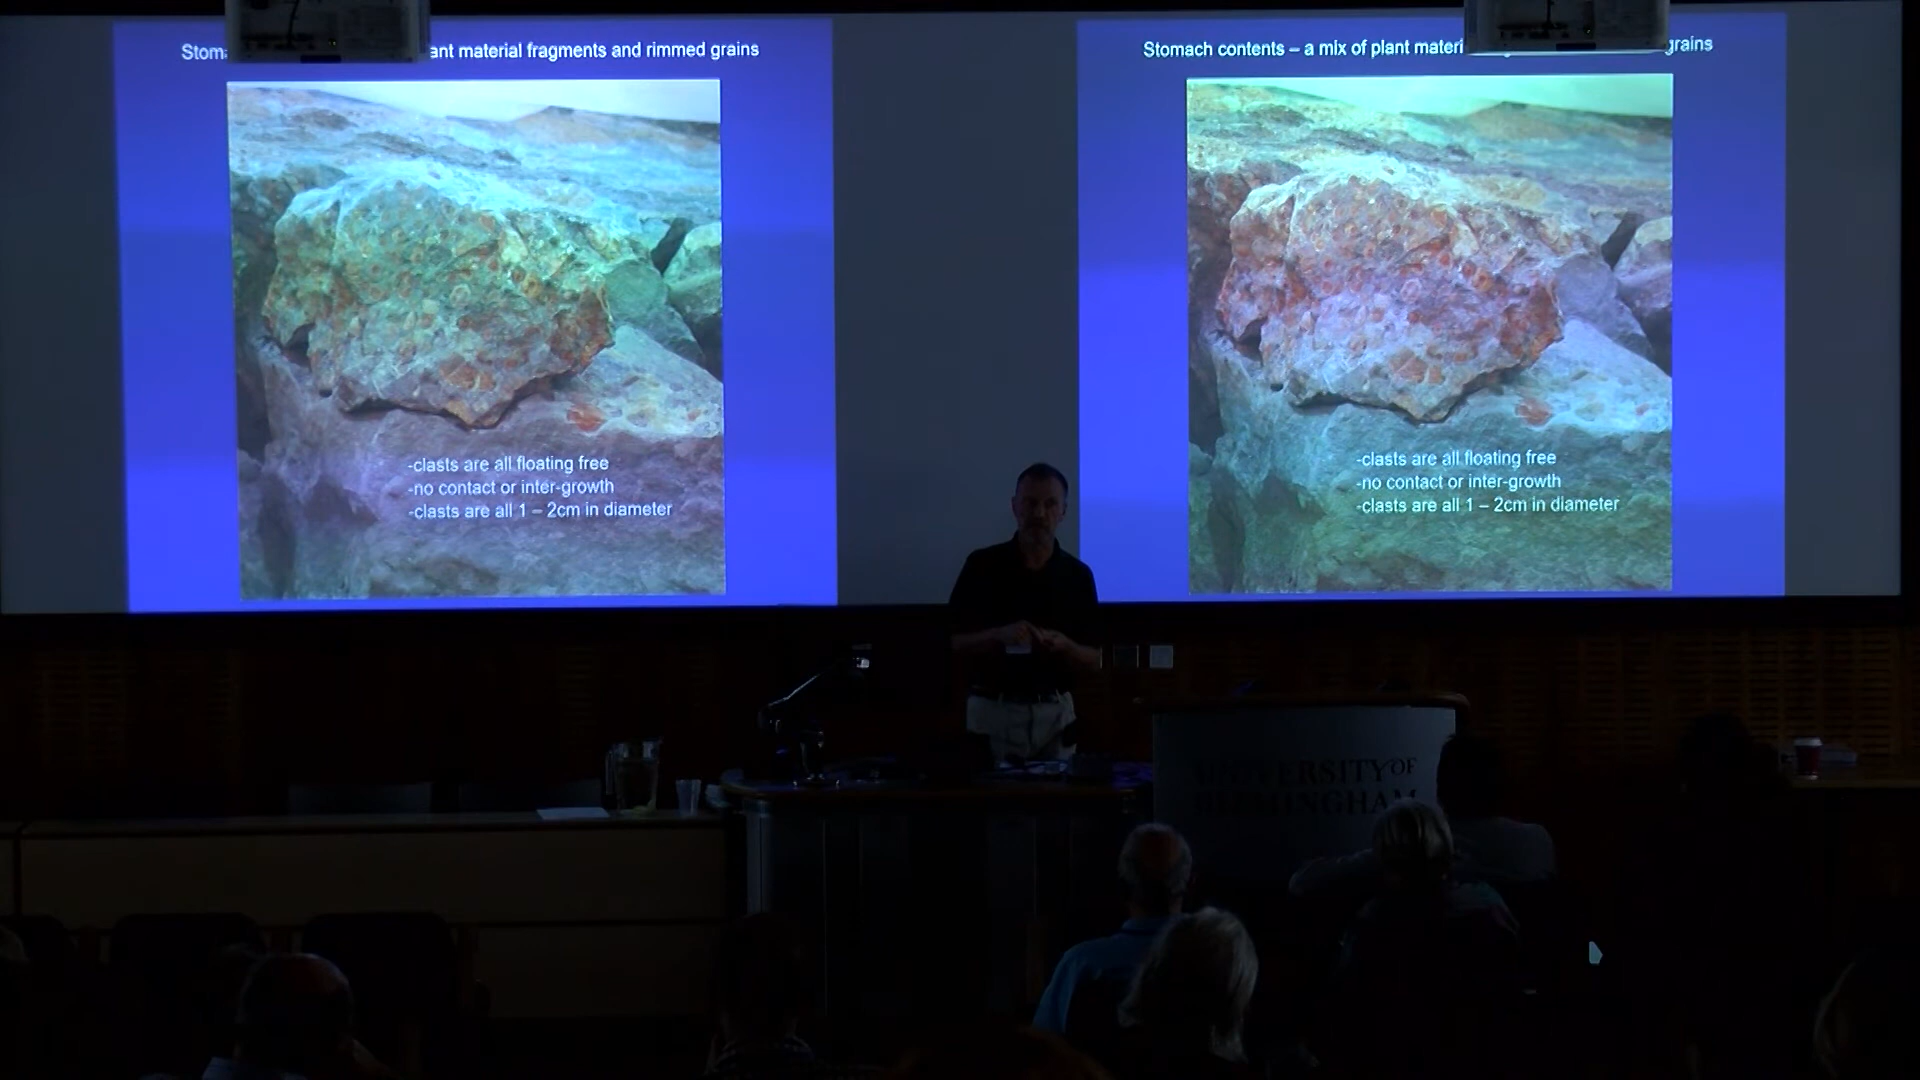 Stom ant material fragments and rimmed grains
-clasts are all floating free
-no contact or inter-growth
-clasts are all 1 – 2cm in diameter
Stomach contents – a mix of plant materi grains
-clasts are all floating free
-no contact or inter-growth
-clasts are all 1 – 2cm in diameter
UNIVERSITY OF
BIRMINGHAM